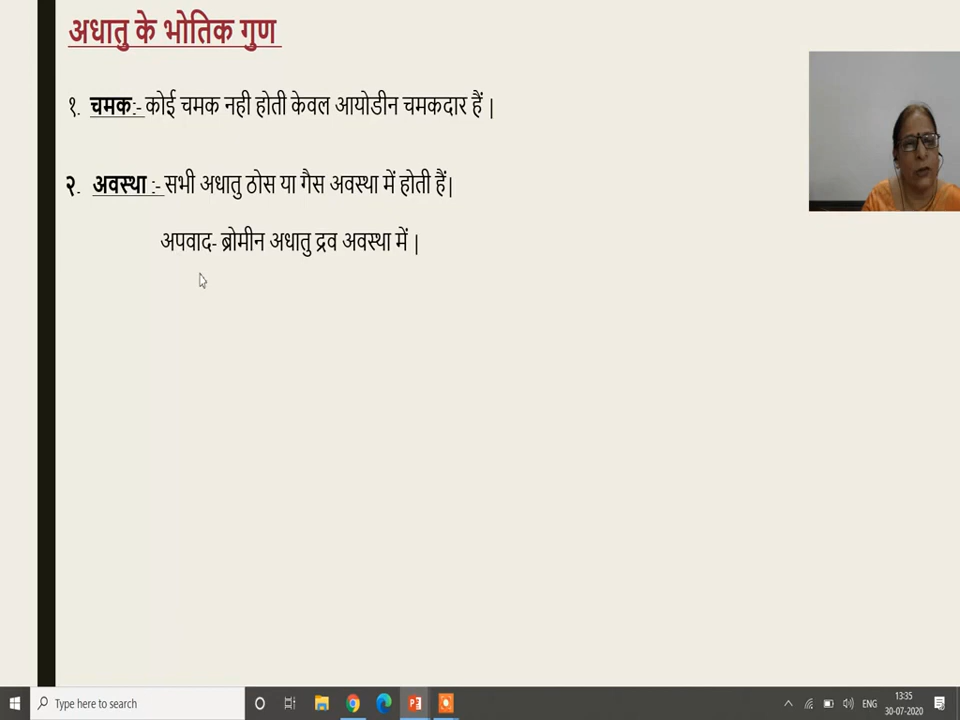 अधातु के भोतिक गुण
१. चमक:- कोई चमक नही होती केवल आयोडीन चमकदार हैं |
२. अवस्था :- सभी अधातु ठोस या गैस अवस्था में होती हैं|
अपवाद- ब्रोमीन अधातु द्रव अवस्था में |
Type here to search
ENG
13:35
30-07-2020